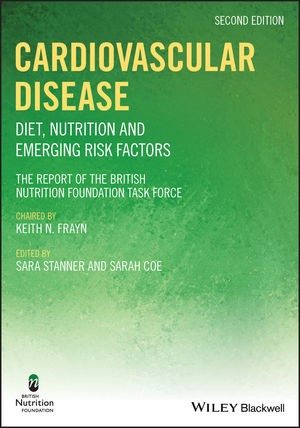 SECOND EDITION
CARDIOVASCULAR
DISEASE
DIET, NUTRITION AND
EMERGING RISK FACTORS
THE REPORT OF THE BRITISH
NUTRITION FOUNDATION TASK FORCE
CHAIRED BY
KEITH N. FRAYN
EDITED BY
SARA STANNER AND SARAH COE
n
BRITISH
Nutrition
FOUNDATION
WILEY Blackwell